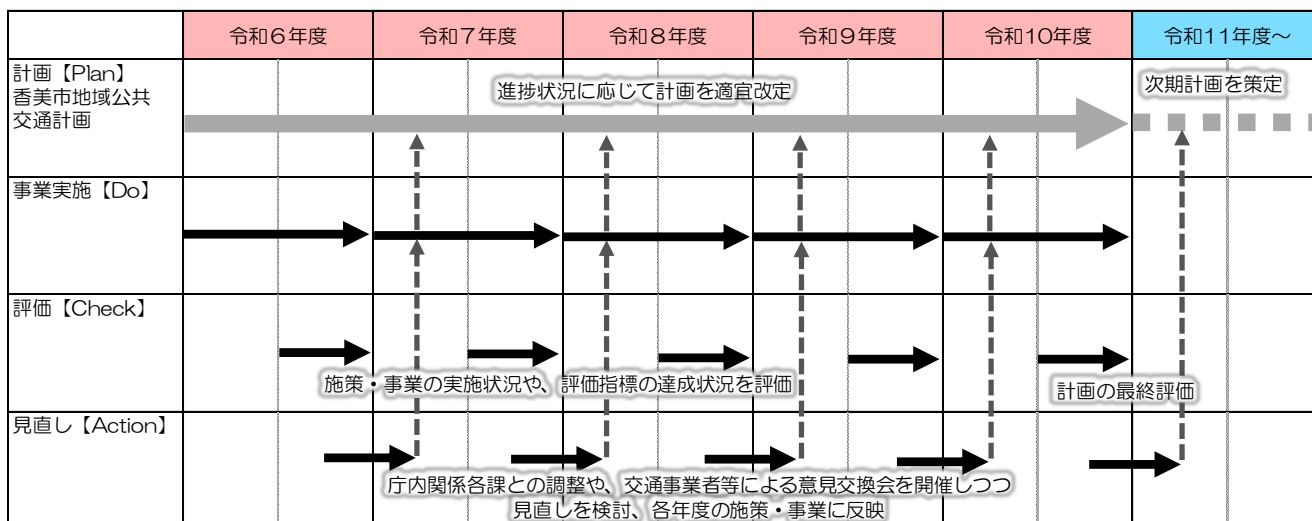 令和６年度
令和７年度
令和８年度
令和９年度
令和10年度
令和11年度～
計画【Plan】
香美市地域公共
交通計画
進捗状況に応じて計画を適宜改定
次期計画を策定
事業実施【Do】
評価【Check】
施策・事業の実施状況や、評価指標の達成状況を評価
計画の最終評価
見直し【Action】
庁内関係各課との調整や、交通事業者等による意見交換会を開催しつつ
見直しを検討、各年度の施策・事業に反映